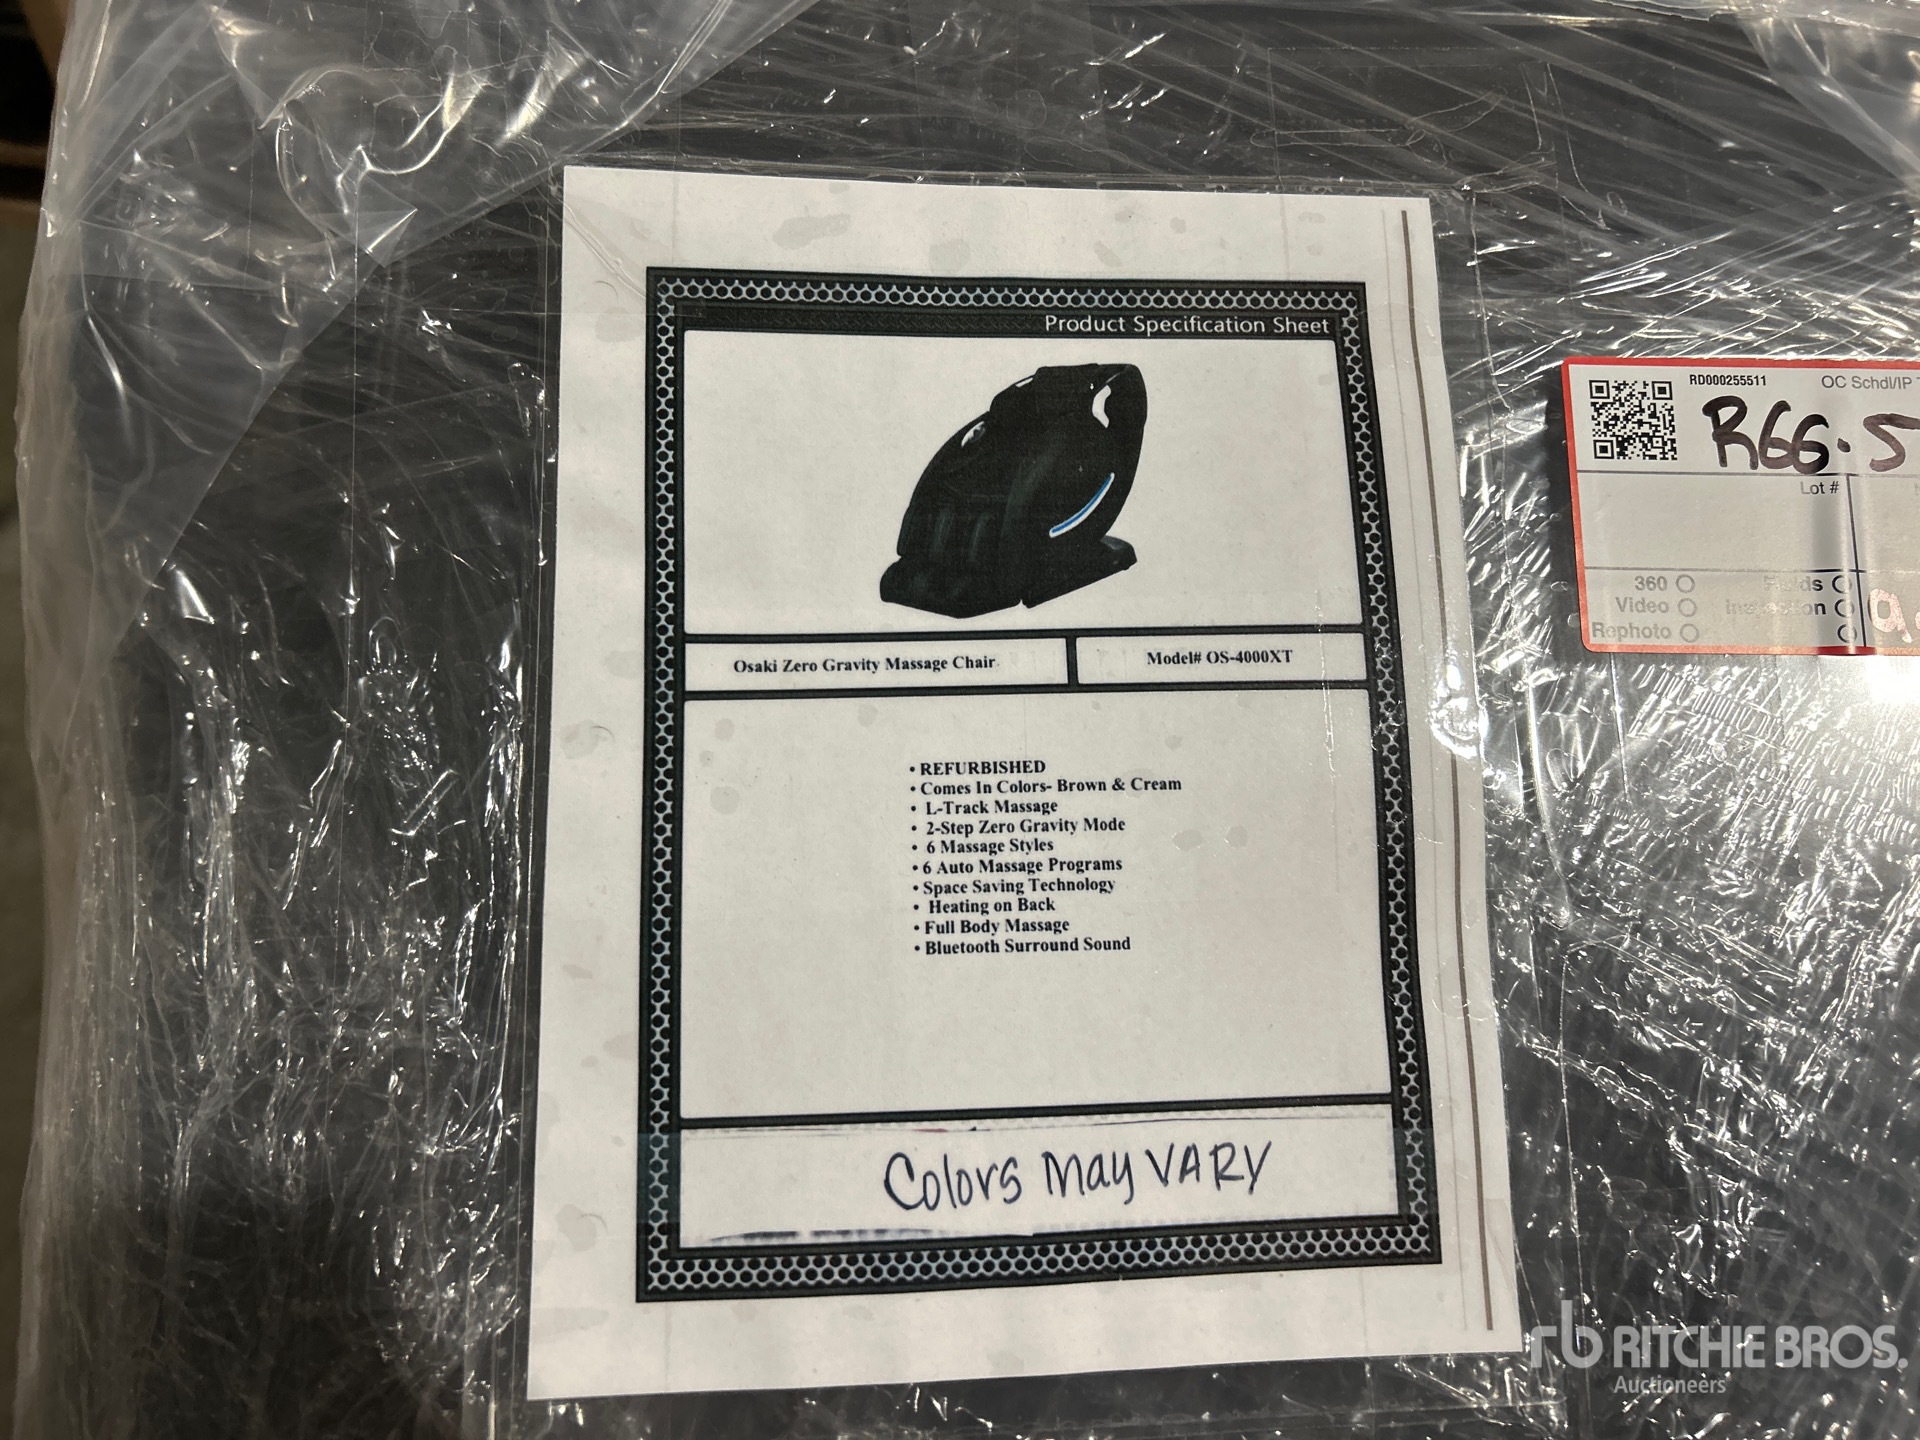 Product Specification Sheet
Osaki Zero Gravity Massage Chair
Model# OS-4000XT
• REFURBISHED
• Comes In Colors- Brown & Cream
• L-Track Massage
• 2-Step Zero Gravity Mode
• 6 Massage Styles
• 6 Auto Massage Programs
• Space Saving Technology
• Heating on Back
• Full Body Massage
• Bluetooth Surround Sound
Colors May VARY
RD000255511 OC Schdl/IP
RGG.5
Lot #
360
Video
Rephoto
rb RITCHIE BROS.
Auctioneers